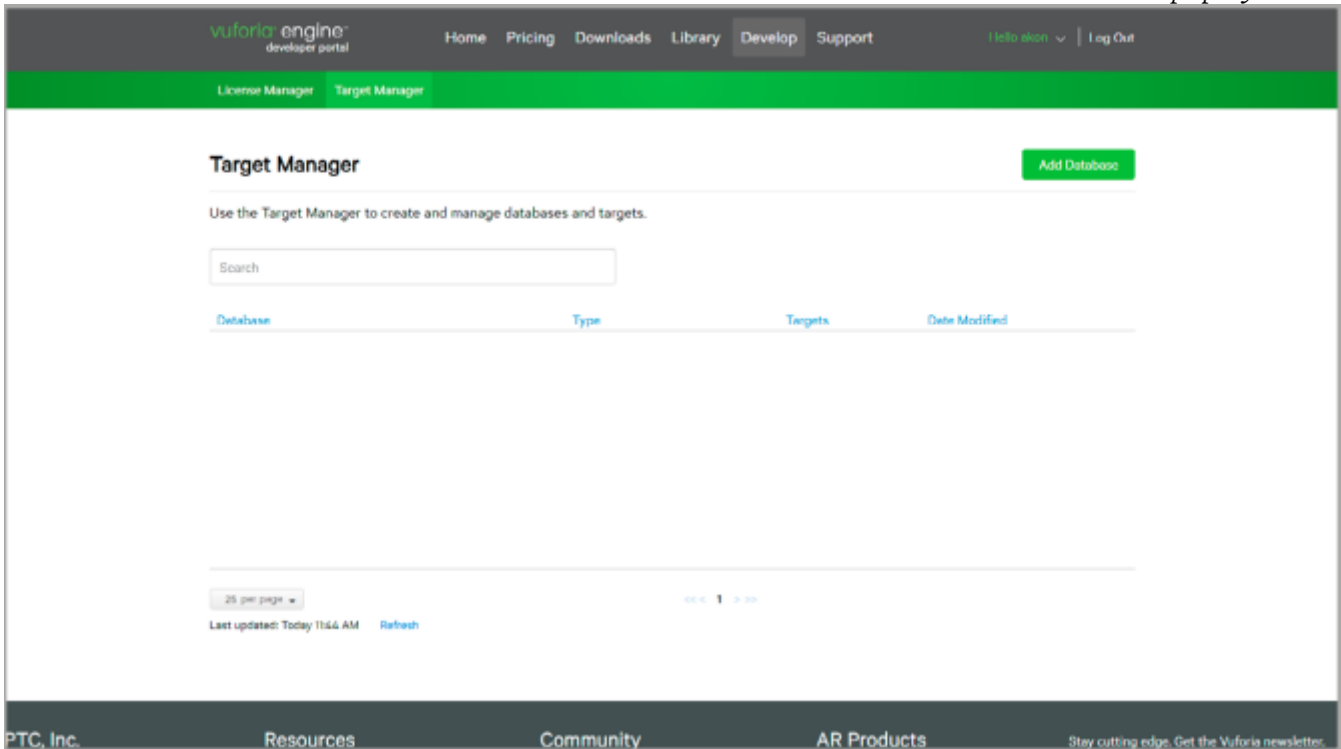 vuforia engine
developer portal
Home Pricing Downloads Library Develop Support
Hello akon | Log Out
License Manager Target Manager
Target Manager
Add Database
Use the Target Manager to create and manage databases and targets.
Search
Database Type Targets Date Modified
25 per page
<< < 1 > >>
Last updated: Today 11:44 AM Refresh
PTC, Inc. Resources Community AR Products Stay cutting edge. Get the Vuforia newsletter.